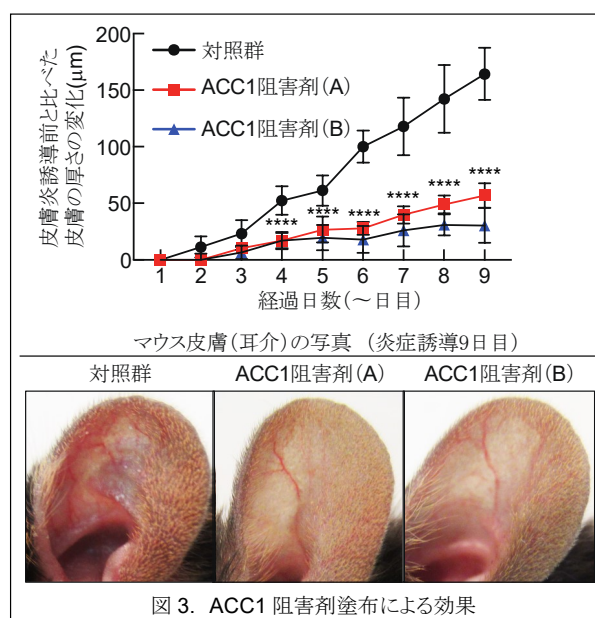 200
150
100
50
0
皮膚炎誘導前と比べた
皮膚の厚さの変化(μm)
対照群
ACC1阻害剤(A)
ACC1阻害剤(B)
**** **** **** **** **** ****
1 2 3 4 5 6 7 8 9
経過日数(~日目)
マウス皮膚(耳介)の写真 (炎症誘導9日目)
対照群 ACC1阻害剤(A) ACC1阻害剤(B)
図 3. ACC1 阻害剤塗布による効果